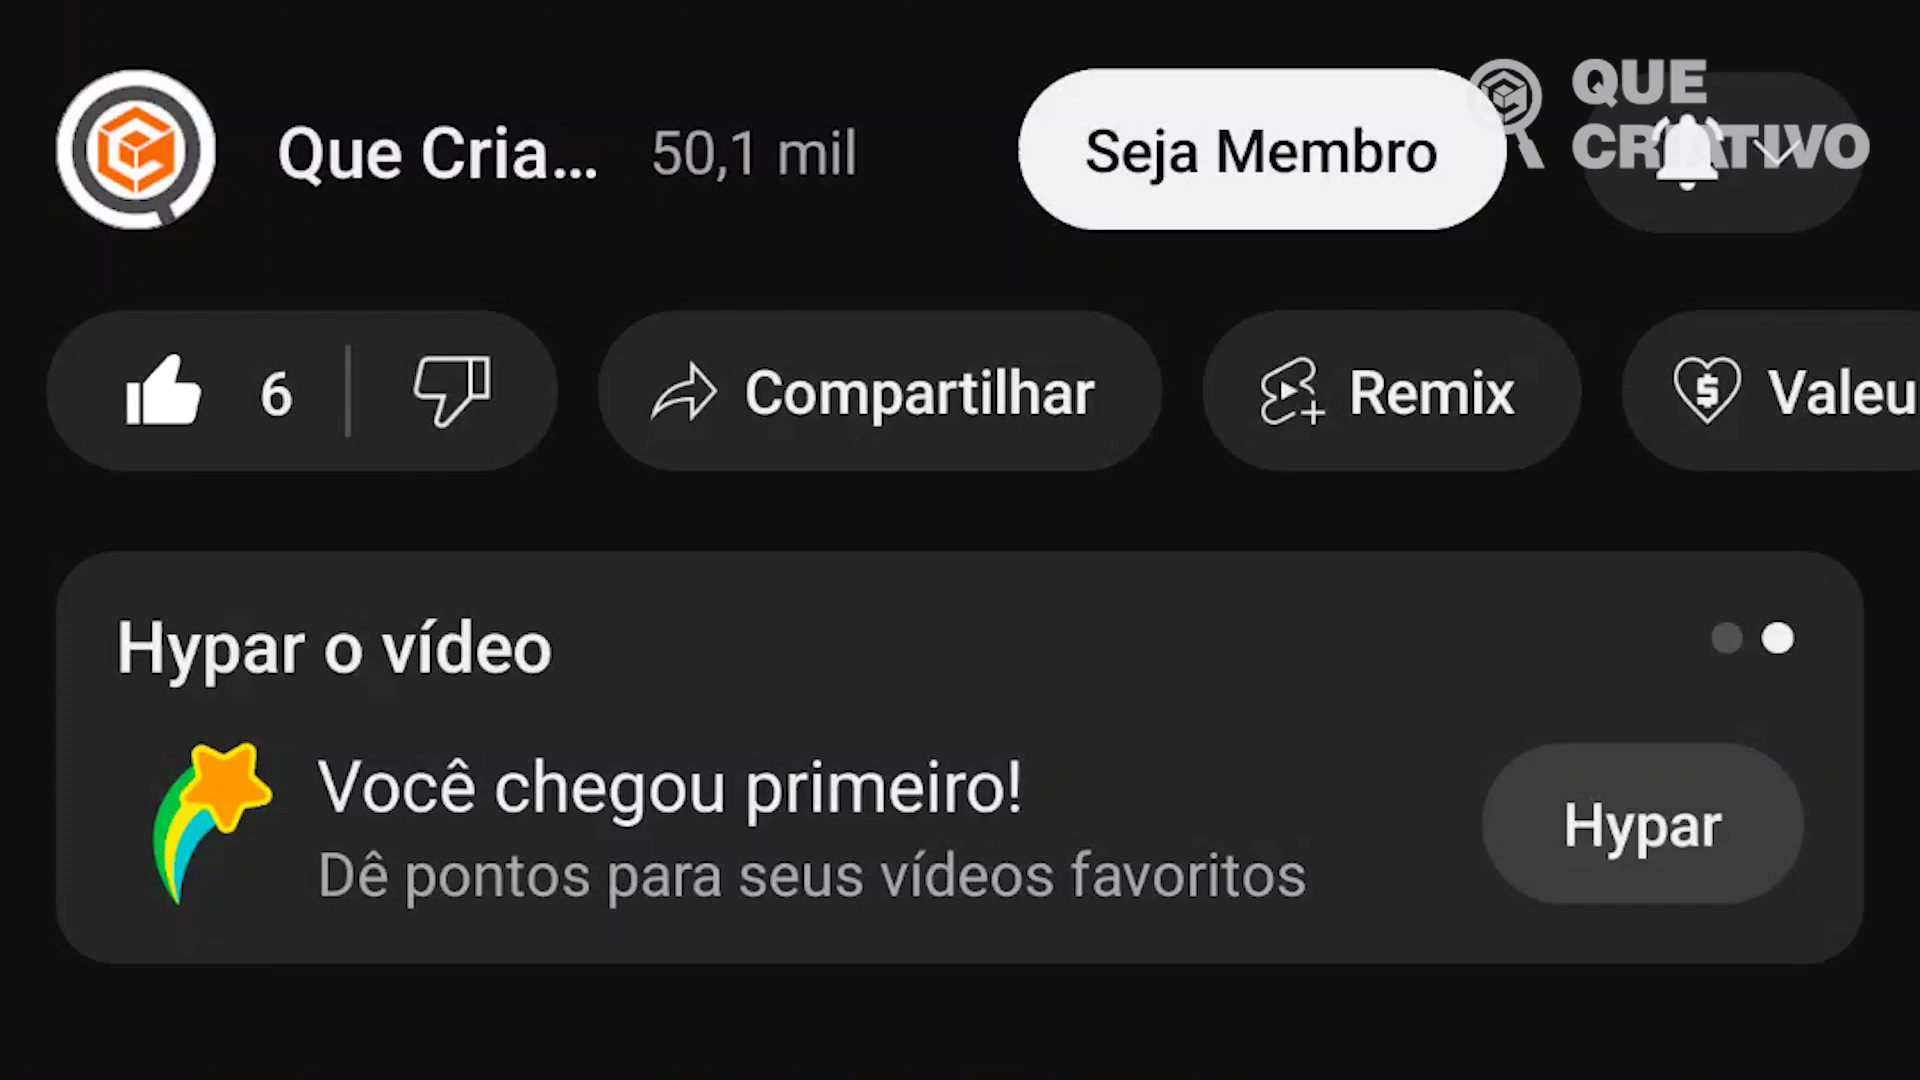 Que Cria... 50,1 mil
Seja Membro
QUE
CRIATIVO
6
Compartilhar
Remix
Valeu
Hypar o vídeo
Você chegou primeiro!
Dê pontos para seus vídeos favoritos
Hypar